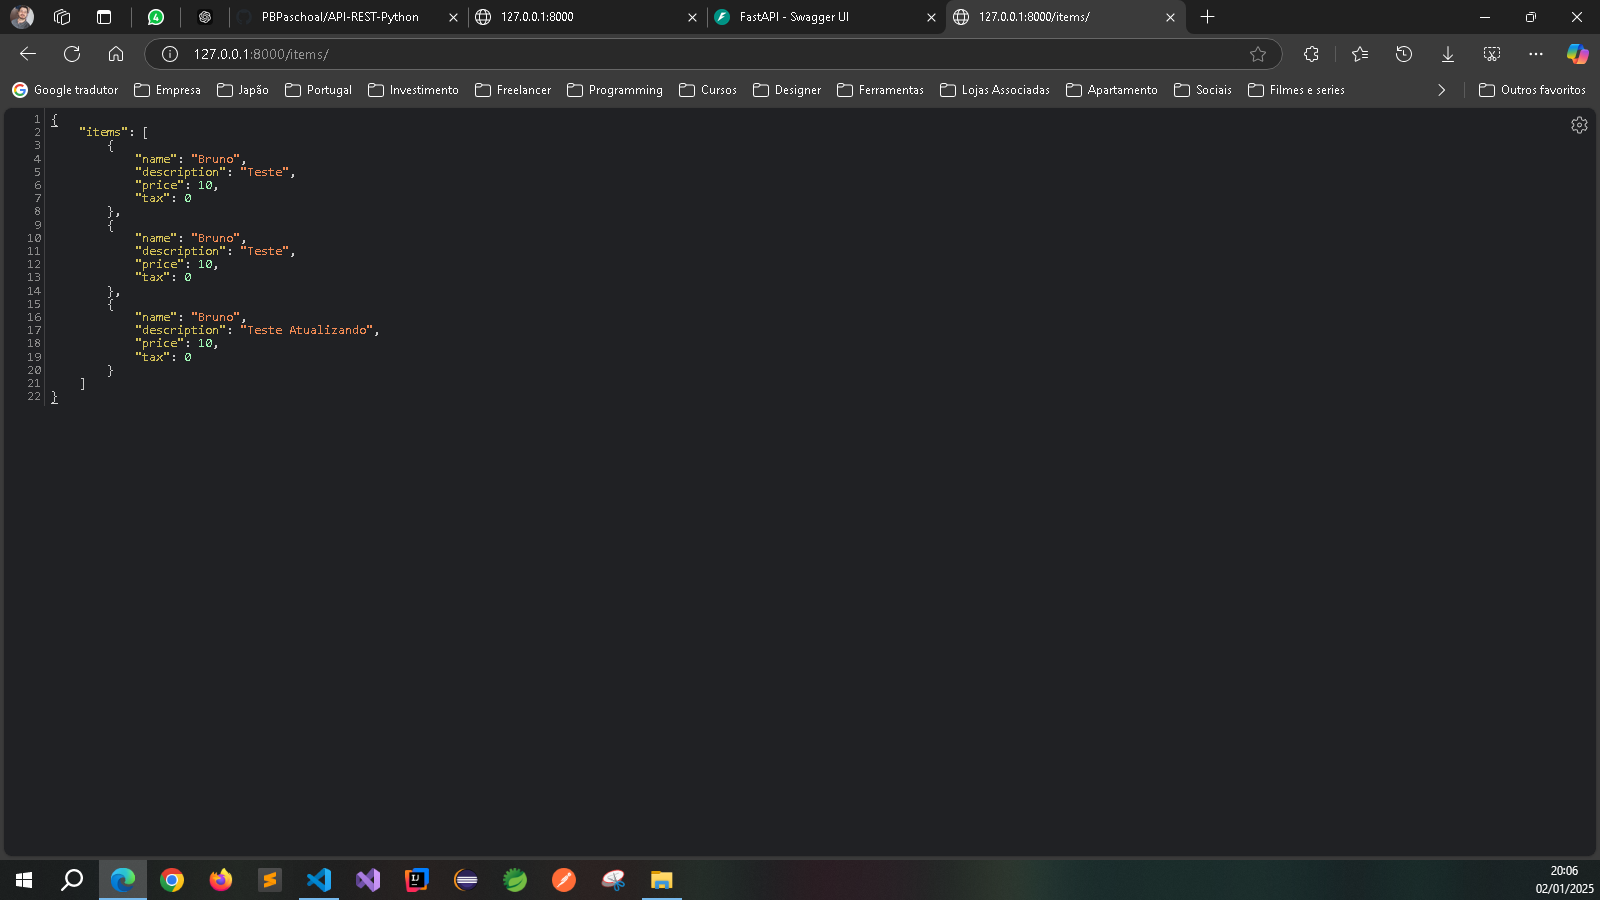 4
PBPaschoal/API-REST-Python
127.0.0.1:8000
FastAPI - Swagger UI
127.0.0.1:8000/items/
127.0.0.1:8000/items/
Google tradutor
Empresa
Japão
Portugal
Investimento
Freelancer
Programming
Cursos
Designer
Ferramentas
Lojas Associadas
Apartamento
Sociais
Filmes e series
Outros favoritos
1 {
2 "items": [
3 {
4 "name": "Bruno",
5 "description": "Teste",
6 "price": 10,
7 "tax": 0
8 },
9 {
10 "name": "Bruno",
11 "description": "Teste",
12 "price": 10,
13 "tax": 0
14 },
15 {
16 "name": "Bruno",
17 "description": "Teste Atualizando",
18 "price": 10,
19 "tax": 0
20 }
21 ]
22 }
IJ
20:06
02/01/2025